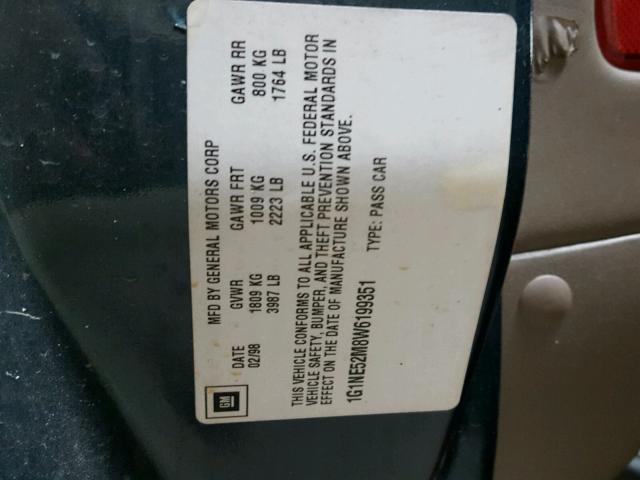 MFD BY GENERAL MOTORS CORP
DATE GVWR GAWR FRT GAWR RR
02/98 1809 KG 1009 KG 800 KG
3987 LB 2223 LB 1764 LB
THIS VEHICLE CONFORMS TO ALL APPLICABLE U.S. FEDERAL MOTOR
VEHICLE SAFETY, BUMPER, AND THEFT PREVENTION STANDARDS IN
EFFECT ON THE DATE OF MANUFACTURE SHOWN ABOVE.
1G1NE52M8W6199351 TYPE: PASS CAR
GM